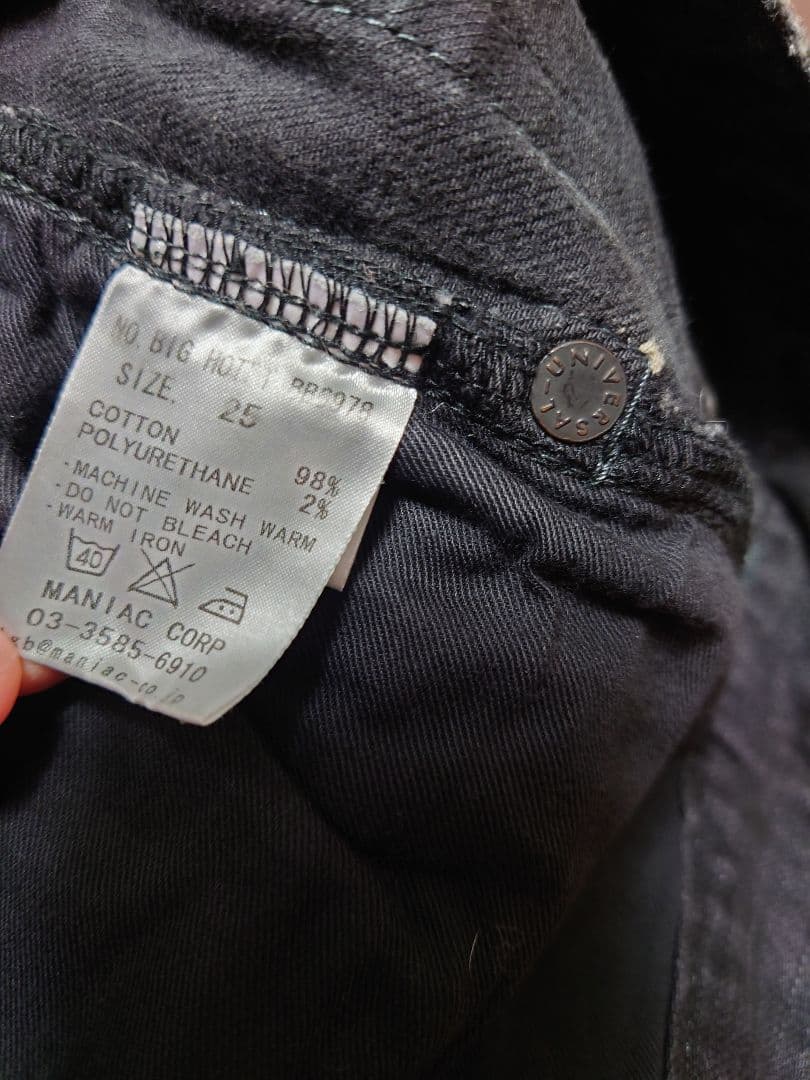 NO. BIG
SIZE. 25
COTTON 98%
POLYURETHANE 2%
-MACHINE WASH WARM
-DO NOT BLEACH
-WARM IRON
40
MANIAC CORP
03-3585-6910
UNIVERSAL